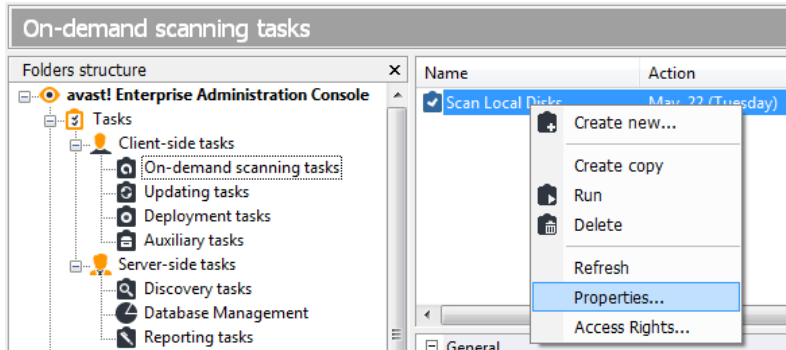 On-demand scanning tasks
Folders structure
avast! Enterprise Administration Console
Tasks
Client-side tasks
On-demand scanning tasks
Updating tasks
Deployment tasks
Auxiliary tasks
Server-side tasks
Discovery tasks
Database Management
Reporting tasks
Name Action
Scan Local Disks May, 22 (Tuesday)
Create new...
Create copy
Run
Delete
Refresh
Properties...
Access Rights...
General